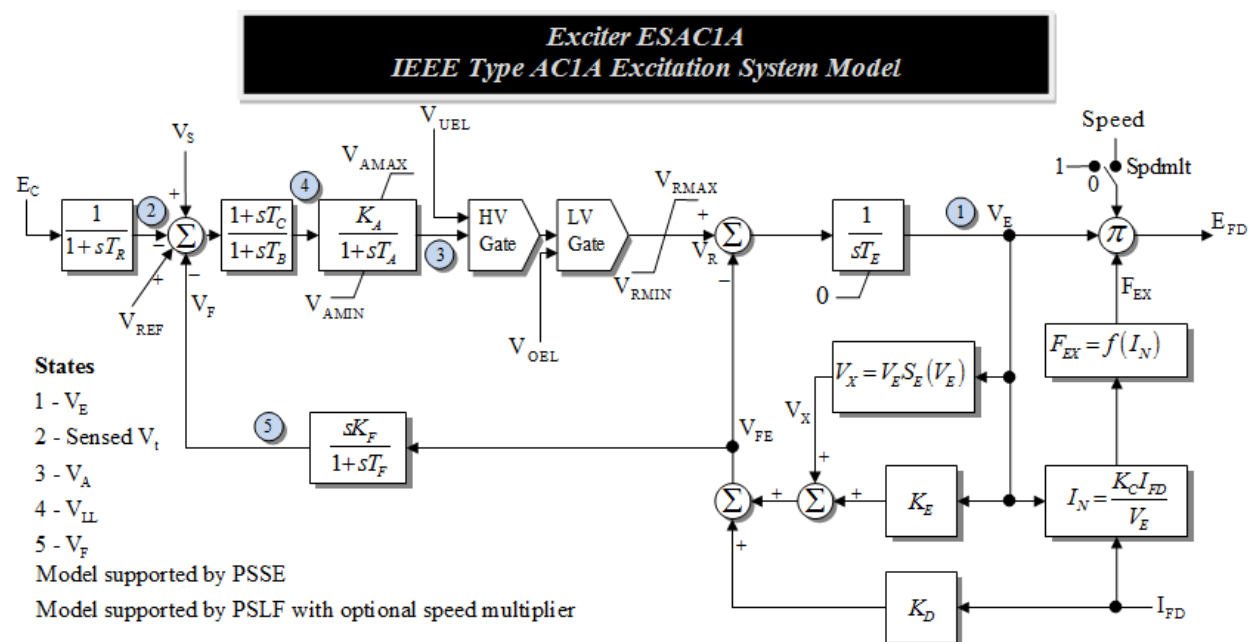 Exciter ESAC1A
IEEE Type AC1A Excitation System Model
V_UEL
Speed
V_S
V_AMAX
1
0
Spdmlt
E_C
4
V_RMAX
2
1
V_E
1
1+sT_R
+
−
+
−
Σ
1+sT_C
1+sT_B
K_A
1+sT_A
3
HV
Gate
LV
Gate
+
V_R
−
Σ
1
sT_E
0
π
E_FD
V_REF
V_F
V_AMIN
V_OEL
V_RMIN
F_EX
F_EX = f(I_N)
V_X = V_E S_E(V_E)
States
1 - V_E
2 - Sensed V_t
3 - V_A
4 - V_LL
5 - V_F
5
sK_F
1+sT_F
V_FE
V_X
+
Σ
+
Σ
+
+
K_E
I_N = K_C I_FD
V_E
K_D
I_FD
Model supported by PSSE
Model supported by PSLF with optional speed multiplier